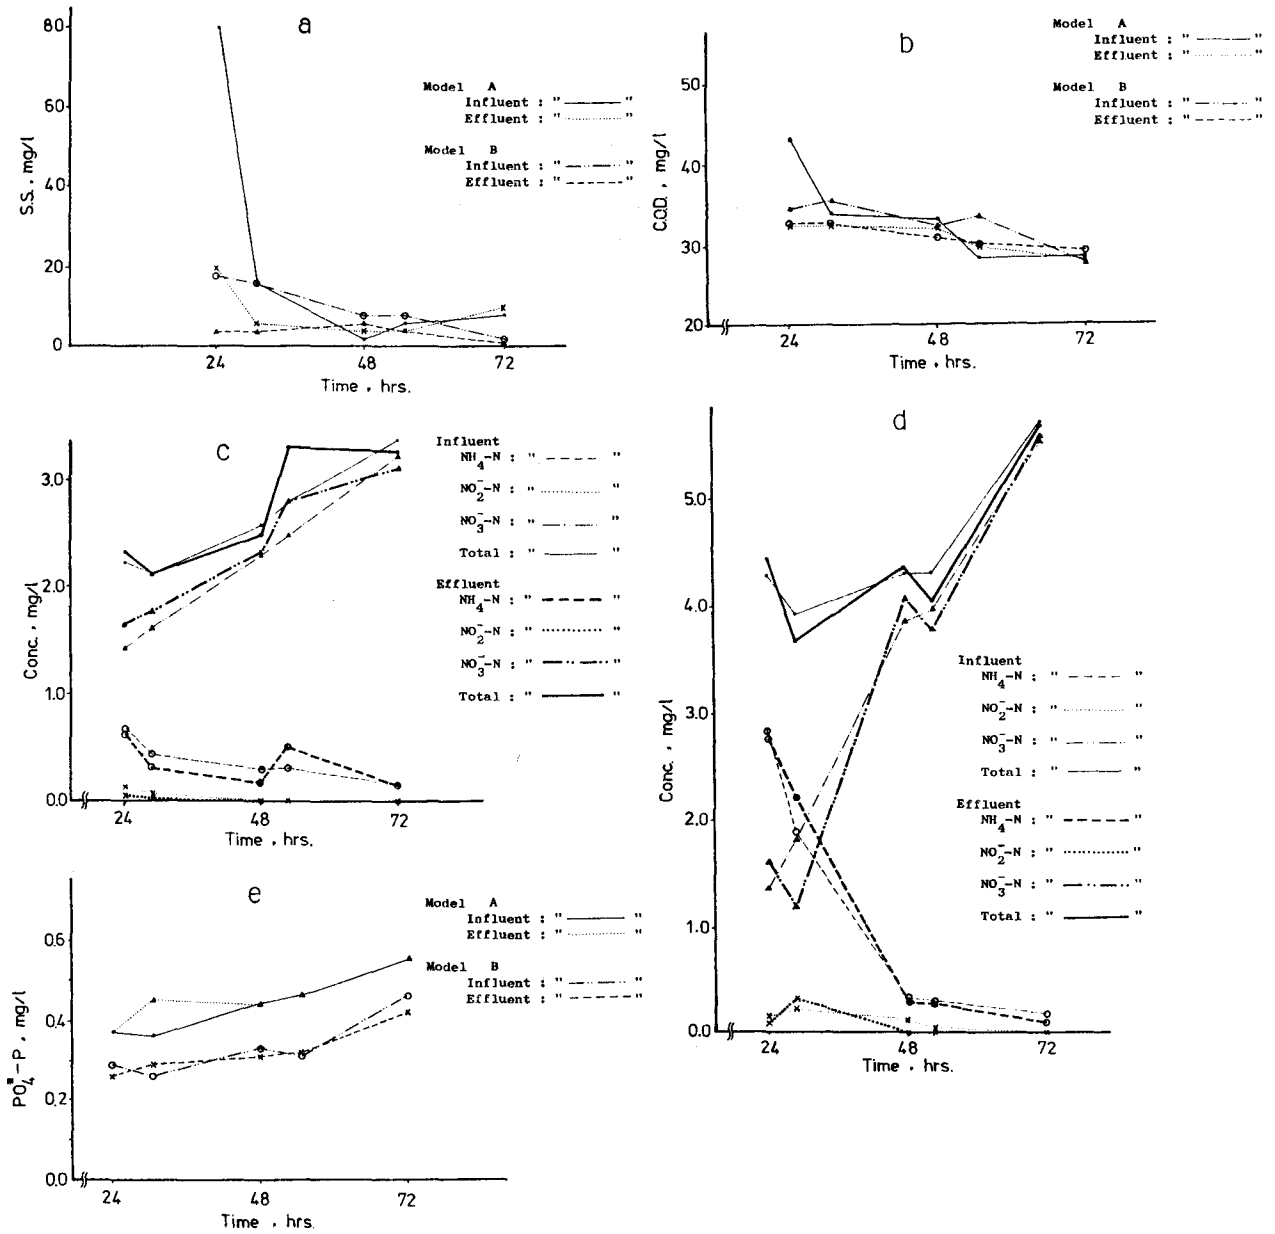 a
S.S. , mg/l
80
60
40
20
0
24
48
72
Time , hrs.
Model A
Influent : " "
Effluent : " "
Model B
Influent : " "
Effluent : " "
b
C.O.D. , mg/l
50
40
30
20
24
48
72
Time , hrs.
Model A
Influent : " "
Effluent : " "
Model B
Influent : " "
Effluent : " "
c
Conc. , mg/l
3.0
2.0
1.0
0.0
24
48
72
Time , hrs.
Influent
NH4-N : " "
NO2⁻-N : " "
NO3⁻-N : " "
Total : " "
Effluent
NH4-N : " "
NO2⁻-N : " "
NO3⁻-N : " "
Total : " "
d
Conc. , mg/l
5.0
4.0
3.0
2.0
1.0
0.0
24
48
72
Time , hrs.
Influent
NH4-N : " "
NO2⁻-N : " "
NO3⁻-N : " "
Total : " "
Effluent
NH4-N : " "
NO2⁻-N : " "
NO3⁻-N : " "
Total : " "
e
PO4≡-P , mg/l
0.6
0.4
0.2
0.0
24
48
72
Time , hrs.
Model A
Influent : " "
Effluent : " "
Model B
Influent : " "
Effluent : " "